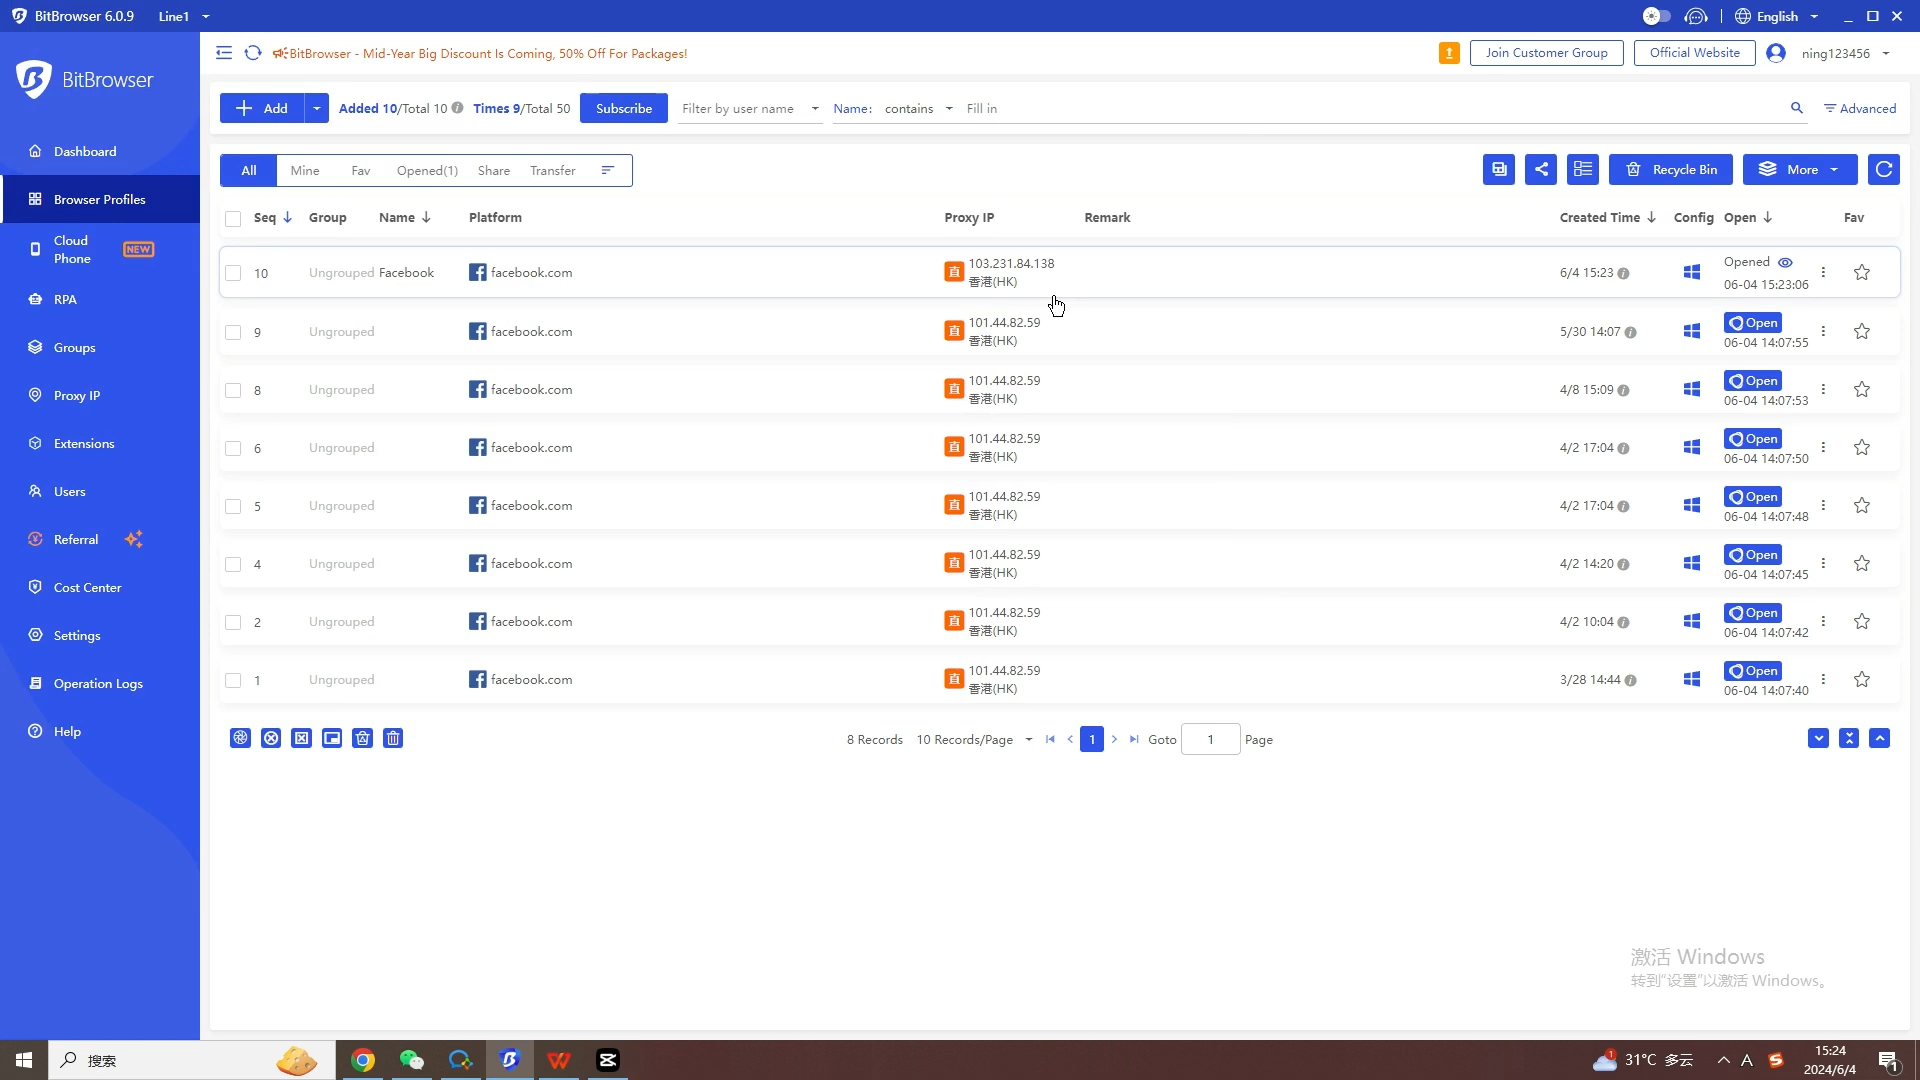 BitBrowser 6.0.9 Line1 English
BitBrowser
BitBrowser - Mid-Year Big Discount Is Coming, 50% Off For Packages!
Join Customer Group Official Website ning123456
Add Added 10/Total 10 Times 9/Total 50 Subscribe Filter by user name Name: contains Fill in Advanced
Dashboard
Browser Profiles
Cloud Phone NEW
RPA
Groups
Proxy IP
Extensions
Users
Referral
Cost Center
Settings
Operation Logs
Help
All Mine Fav Opened(1) Share Transfer Recycle Bin More
Seq Group Name Platform Proxy IP Remark Created Time Config Open Fav
10 Ungrouped Facebook facebook.com 直 103.231.84.138 6/4 15:23 Opened
香港(HK) 06-04 15:23:06
9 Ungrouped facebook.com 直 101.44.82.59 5/30 14:07 Open
香港(HK) 06-04 14:07:55
8 Ungrouped facebook.com 直 101.44.82.59 4/8 15:09 Open
香港(HK) 06-04 14:07:53
6 Ungrouped facebook.com 直 101.44.82.59 4/2 17:04 Open
香港(HK) 06-04 14:07:50
5 Ungrouped facebook.com 直 101.44.82.59 4/2 17:04 Open
香港(HK) 06-04 14:07:48
4 Ungrouped facebook.com 直 101.44.82.59 4/2 14:20 Open
香港(HK) 06-04 14:07:45
2 Ungrouped facebook.com 直 101.44.82.59 4/2 10:04 Open
香港(HK) 06-04 14:07:42
1 Ungrouped facebook.com 直 101.44.82.59 3/28 14:44 Open
香港(HK) 06-04 14:07:40
8 Records 10 Records/Page 1 Goto 1 Page
激活 Windows
转到“设置”以激活 Windows。
搜索 1 31°C 多云 A 15:24
2024/6/4 1